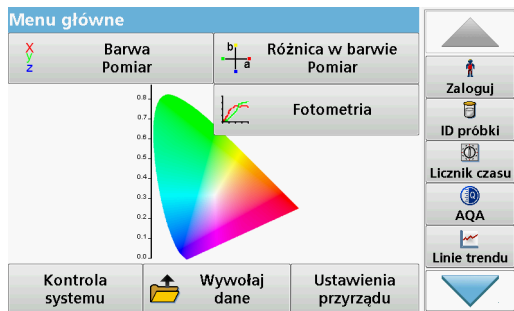 Menu główne
x
y
z
Barwa
Pomiar
b
a
Różnica w barwie
Pomiar
Fotometria
0.8
0.7
0.6
0.5
0.4
0.3
0.2
0.1
0.0
Kontrola
systemu
Wywołaj
dane
Ustawienia
przyrządu
Zaloguj
ID próbki
Licznik czasu
AQA
Linie trendu